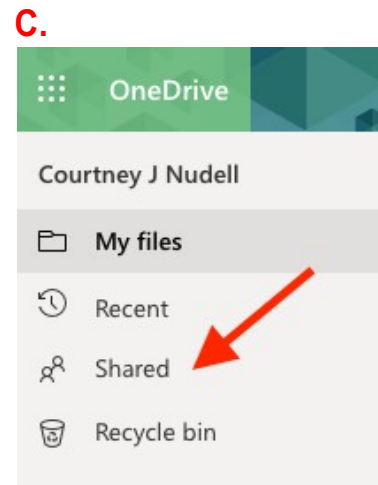 C.
OneDrive
Courtney J Nudell
My files
Recent
Shared
Recycle bin